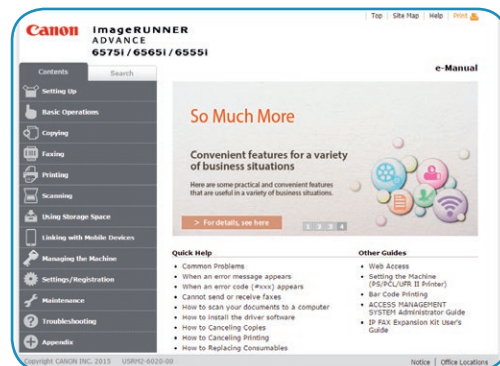 Top | Site Map | Help | Print
Canon
imageRUNNER
ADVANCE
6575i / 6565i / 6555i
e-Manual
Contents
Search
Setting Up
Basic Operations
Copying
Faxing
Printing
Scanning
Using Storage Space
Linking with Mobile Devices
Managing the Machine
Settings/Registration
Maintenance
Troubleshooting
Appendix
So Much More
Convenient features for a variety
of business situations
Here are some practical and convenient features
that are useful in a variety of business situations.
> For details, see here
1 2 3 4
Quick Help
• Common Problems
• When an error message appears
• When an error code (#xxx) appears
• Cannot send or receive faxes
• How to scan your documents to a computer
• How to install the driver software
• How to Canceling Copies
• How to Canceling Printing
• How to Replacing Consumables
Other Guides
• Web Access
• Setting the Machine
(PS/PCL/UFR II Printer)
• Bar Code Printing
• ACCESS MANAGEMENT
SYSTEM Administrator Guide
• IP FAX Expansion Kit User's
Guide
Copyright CANON INC. 2015 USRM2-6020-00
Notice | Office Locations